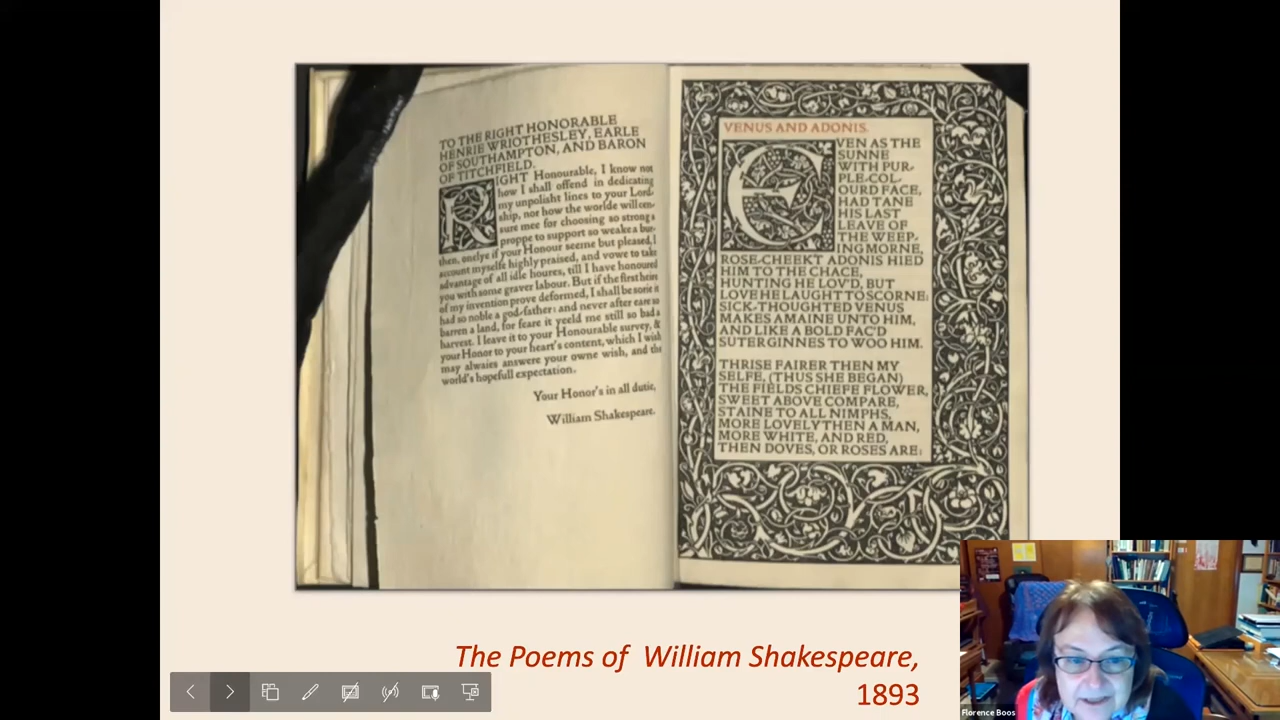 TO THE RIGHT HONORABLE
HENRIE WRIOTHESLEY, EARLE
OF SOUTHAMPTON, AND BARON
OF TITCHFIELD.
RIGHT Honourable, I know not
how I shall offend in dedicating
my unpolisht lines to your Lord-
ship, nor how the worlde will cen-
sure mee for choosing so strong a
proppe to support so weake a bur-
then, onelye if your Honour seeme but pleased, I
account myselfe highly praised, and vowe to take
advantage of all idle houres, till I have honoured
you with some graver labour. But if the first heire
of my invention prove deformed, I shall be sorie it
had so noble a god-father: and never after eare so
barren a land, for feare it yeeld me still so bad a
harvest. I leave it to your Honourable survey, &
your Honor to your heart's content, which I wish
may alwaies answere your owne wish, and the
world's hopefull expectation.
Your Honor's in all dutie,
William Shakespeare.
VENUS AND ADONIS.
EVEN AS THE
SUNNE
WITH PUR-
PLE-COL-
OURD FACE,
HAD TANE
HIS LAST
LEAVE OF
THE WEEP-
ING MORNE,
ROSE-CHEEK'T ADONIS HIED
HIM TO THE CHACE,
HUNTING HE LOV'D, BUT
LOVE HE LAUGHT TO SCORNE:
SICK-THOUGHTED VENUS
MAKES AMAINE UNTO HIM,
AND LIKE A BOLD FAC'D
SUTER GINNES TO WOO HIM.
THRISE FAIRER THEN MY
SELFE, (THUS SHE BEGAN)
THE FIELDS CHIEFE FLOWER,
SWEET ABOVE COMPARE,
STAINE TO ALL NIMPHS,
MORE LOVELY THEN A MAN,
MORE WHITE, AND RED,
THEN DOVES, OR ROSES ARE:
The Poems of William Shakespeare,
1893
Florence Boos